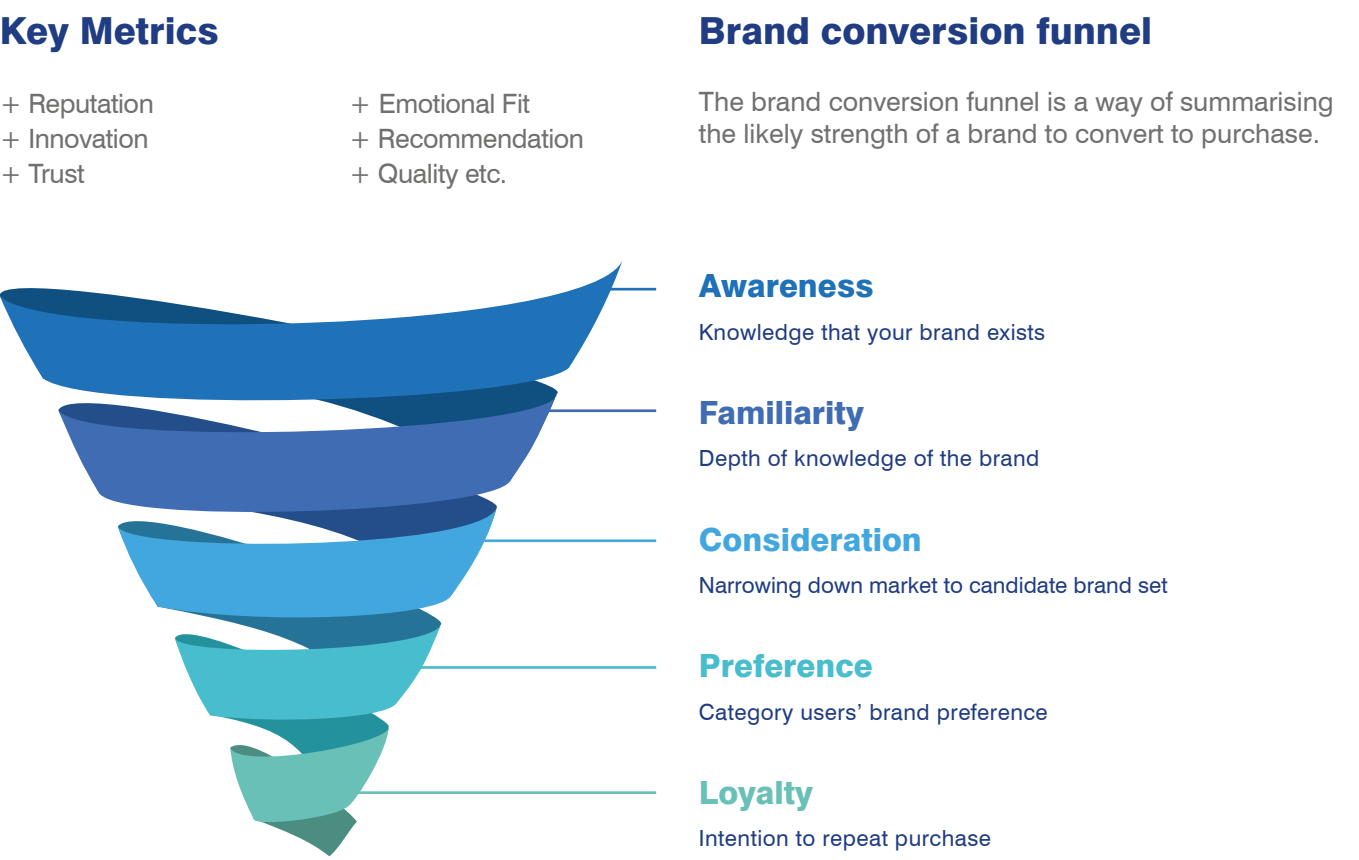 Key Metrics
+ Reputation
+ Innovation
+ Trust
+ Emotional Fit
+ Recommendation
+ Quality etc.
Brand conversion funnel
The brand conversion funnel is a way of summarising
the likely strength of a brand to convert to purchase.
Awareness
Knowledge that your brand exists
Familiarity
Depth of knowledge of the brand
Consideration
Narrowing down market to candidate brand set
Preference
Category users’ brand preference
Loyalty
Intention to repeat purchase